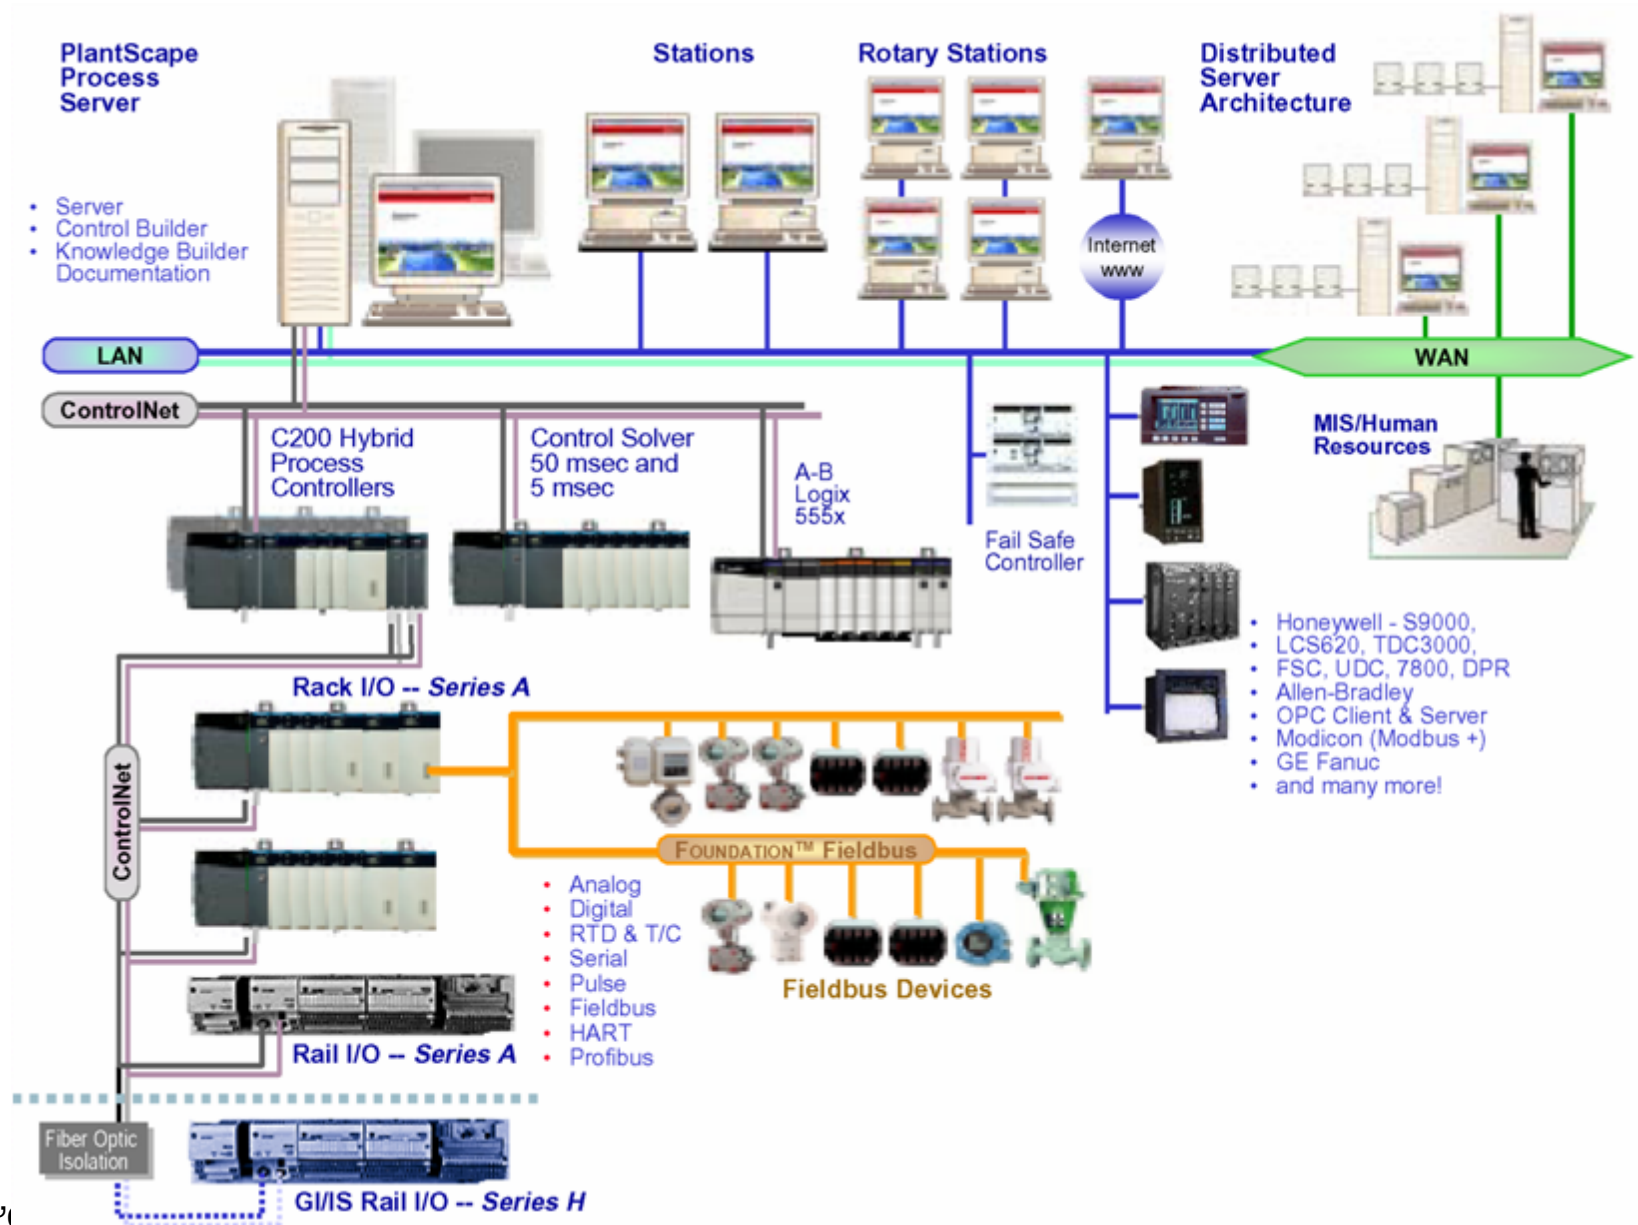 PlantScape
Process
Server
Stations
Rotary Stations
Distributed
Server
Architecture
• Server
• Control Builder
• Knowledge Builder
Documentation
Internet
www
LAN
WAN
ControlNet
C200 Hybrid
Process
Controllers
Control Solver
50 msec and
5 msec
A-B
Logix
555x
Fail Safe
Controller
MIS/Human
Resources
• Honeywell - S9000,
• LCS620, TDC3000,
• FSC, UDC, 7800, DPR
• Allen-Bradley
• OPC Client & Server
• Modicon (Modbus +)
• GE Fanuc
• and many more!
Rack I/O -- Series A
ControlNet
FOUNDATION™ Fieldbus
• Analog
• Digital
• RTD & T/C
• Serial
• Pulse
• Fieldbus
• HART
• Profibus
Fieldbus Devices
Rail I/O -- Series A
Fiber Optic
Isolation
GI/IS Rail I/O -- Series H